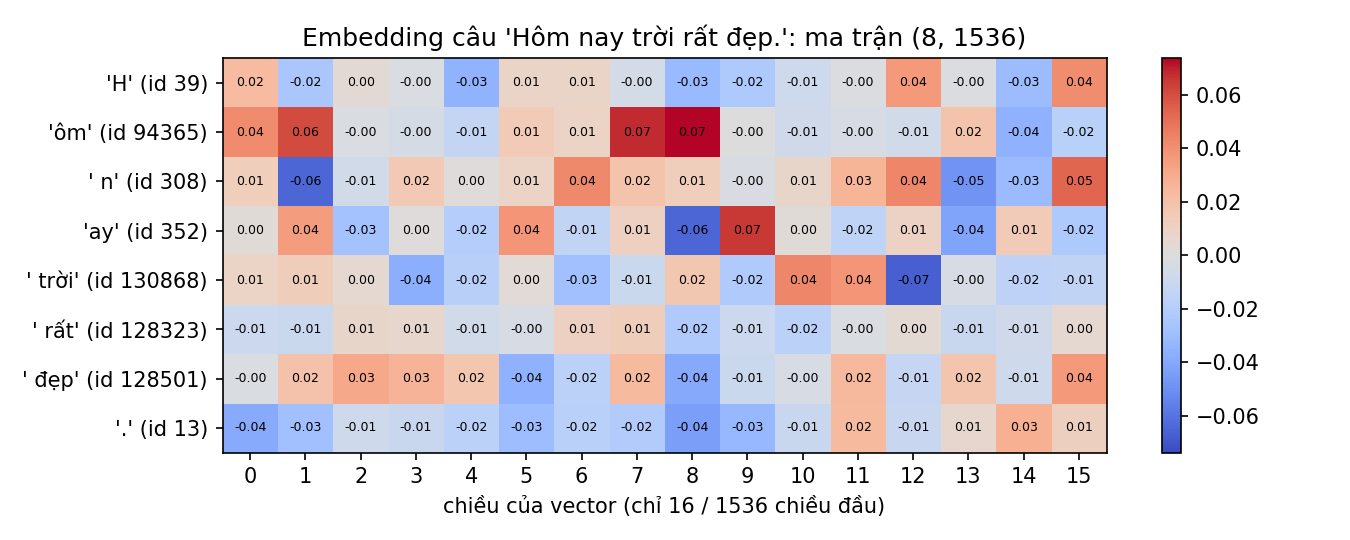 Embedding câu 'Hôm nay trời rất đẹp.': ma trận (8, 1536)
'H' (id 39) 0.02 -0.02 0.00 -0.00 -0.03 0.01 0.01 -0.00 -0.03 -0.02 -0.01 -0.00 0.04 -0.00 -0.03 0.04
'ôm' (id 94365) 0.04 0.06 -0.00 -0.00 -0.01 0.01 0.01 0.07 0.07 -0.00 -0.01 -0.00 -0.01 0.02 -0.04 -0.02
' n' (id 308) 0.01 -0.06 -0.01 0.02 0.00 0.01 0.04 0.02 0.01 -0.00 0.01 0.03 0.04 -0.05 -0.03 0.05
'ay' (id 352) 0.00 0.04 -0.03 0.00 -0.02 0.04 -0.01 0.01 -0.06 0.07 0.00 -0.02 0.01 -0.04 0.01 -0.02
' trời' (id 130868) 0.01 0.01 0.00 -0.04 -0.02 0.00 -0.03 -0.01 0.02 -0.02 0.04 0.04 -0.07 -0.00 -0.02 -0.01
' rất' (id 128323) -0.01 -0.01 0.01 0.01 -0.01 -0.00 0.01 0.01 -0.02 -0.01 -0.02 -0.00 0.00 -0.01 -0.01 0.00
' đẹp' (id 128501) -0.00 0.02 0.03 0.03 0.02 -0.04 -0.02 0.02 -0.04 -0.01 -0.00 0.02 -0.01 0.02 -0.01 0.04
'.' (id 13) -0.04 -0.03 -0.01 -0.01 -0.02 -0.03 -0.02 -0.02 -0.04 -0.03 -0.01 0.02 -0.01 0.01 0.03 0.01
0 1 2 3 4 5 6 7 8 9 10 11 12 13 14 15
chiều của vector (chỉ 16 / 1536 chiều đầu)
0.06
0.04
0.02
0.00
−0.02
−0.04
−0.06